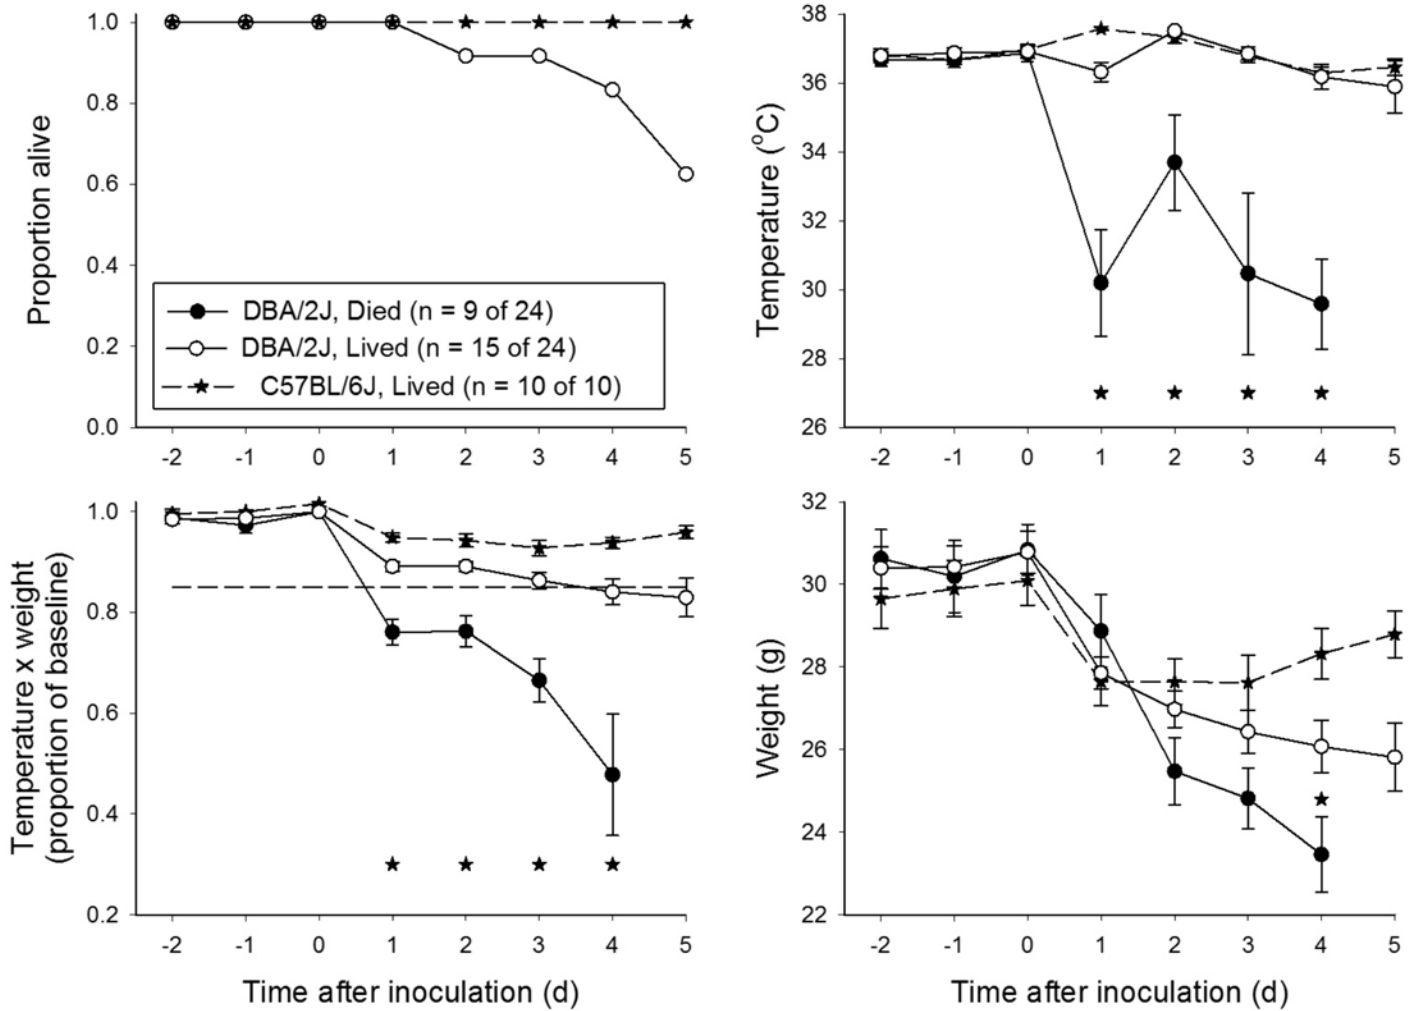 Proportion alive
1.0
0.8
0.6
0.4
0.2
0.0
DBA/2J, Died (n = 9 of 24)
DBA/2J, Lived (n = 15 of 24)
C57BL/6J, Lived (n = 10 of 10)
-2 -1 0 1 2 3 4 5
Temperature (°C)
38
36
34
32
30
28
26
-2 -1 0 1 2 3 4 5
Temperature x weight
(proportion of baseline)
1.0
0.8
0.6
0.4
0.2
-2 -1 0 1 2 3 4 5
Time after inoculation (d)
Weight (g)
32
30
28
26
24
22
-2 -1 0 1 2 3 4 5
Time after inoculation (d)